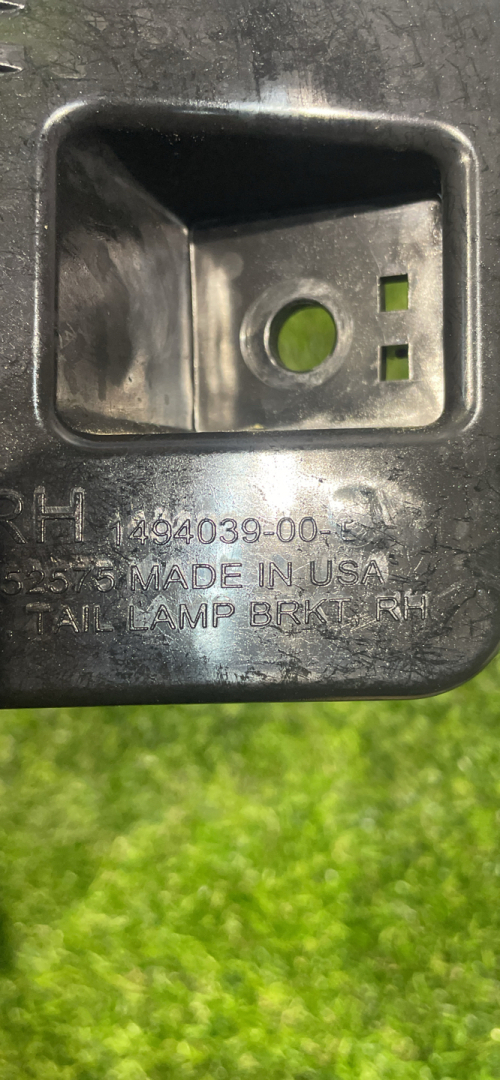 RH 1494039-00-
52575 MADE IN USA
TAIL LAMP BRKT, RH